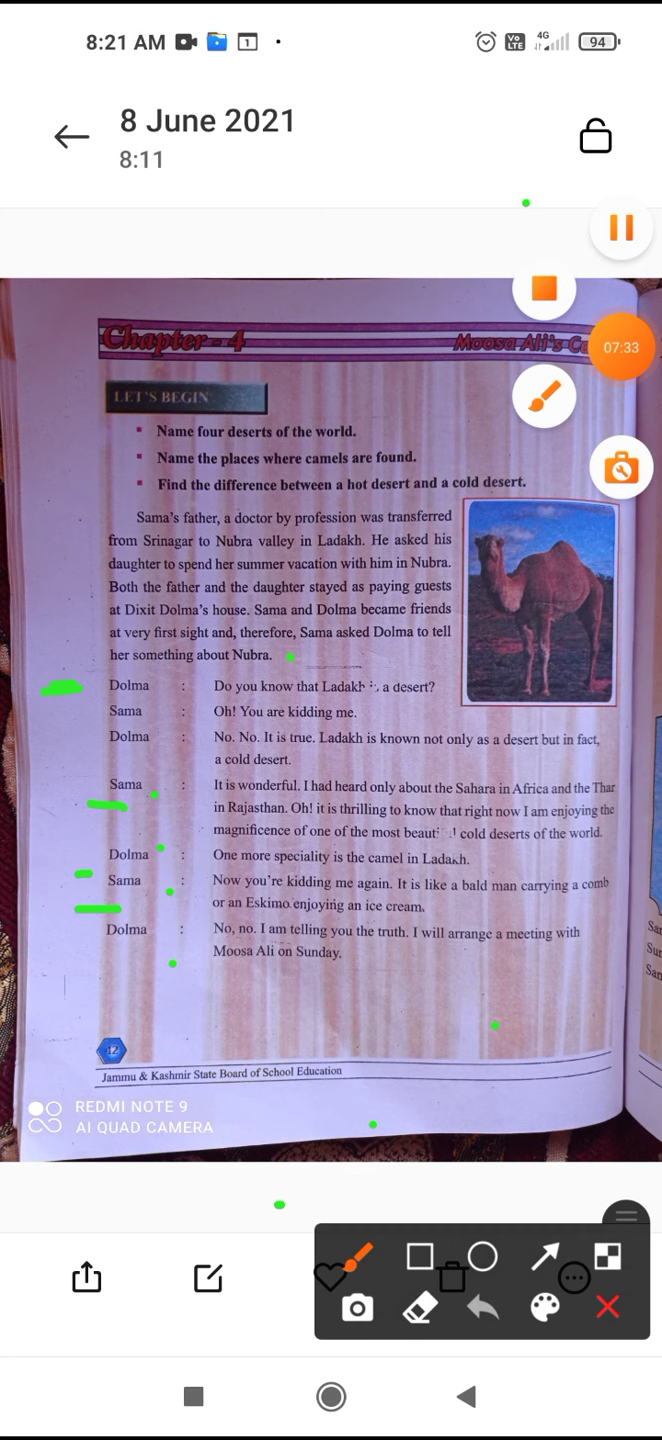 8:21 AM
1
Vo LTE
4G
94
8 June 2021
8:11
07:33
Chapter - 4
Moosa Ali's
LET'S BEGIN
Name four deserts of the world.
Name the places where camels are found.
Find the difference between a hot desert and a cold desert.
Sama's father, a doctor by profession was transferred
from Srinagar to Nubra valley in Ladakh. He asked his
daughter to spend her summer vacation with him in Nubra.
Both the father and the daughter stayed as paying guests
at Dixit Dolma's house. Sama and Dolma became friends
at very first sight and, therefore, Sama asked Dolma to tell
her something about Nubra.
Dolma : Do you know that Ladakh a desert?
Sama : Oh! You are kidding me.
Dolma : No. No. It is true. Ladakh is known not only as a desert but in fact,
a cold desert.
Sama : It is wonderful. I had heard only about the Sahara in Africa and the Thar
in Rajasthan. Oh! it is thrilling to know that right now I am enjoying the
magnificence of one of the most cold deserts of the world.
Dolma : One more speciality is the camel in Ladakh.
Sama : Now you're kidding me again. It is like a bald man carrying a comb
or an Eskimo enjoying an ice cream.
Dolma : No, no. I am telling you the truth. I will arrange a meeting with
Moosa Ali on Sunday.
42
Jammu & Kashmir State Board of School Education
REDMI NOTE 9
AI QUAD CAMERA